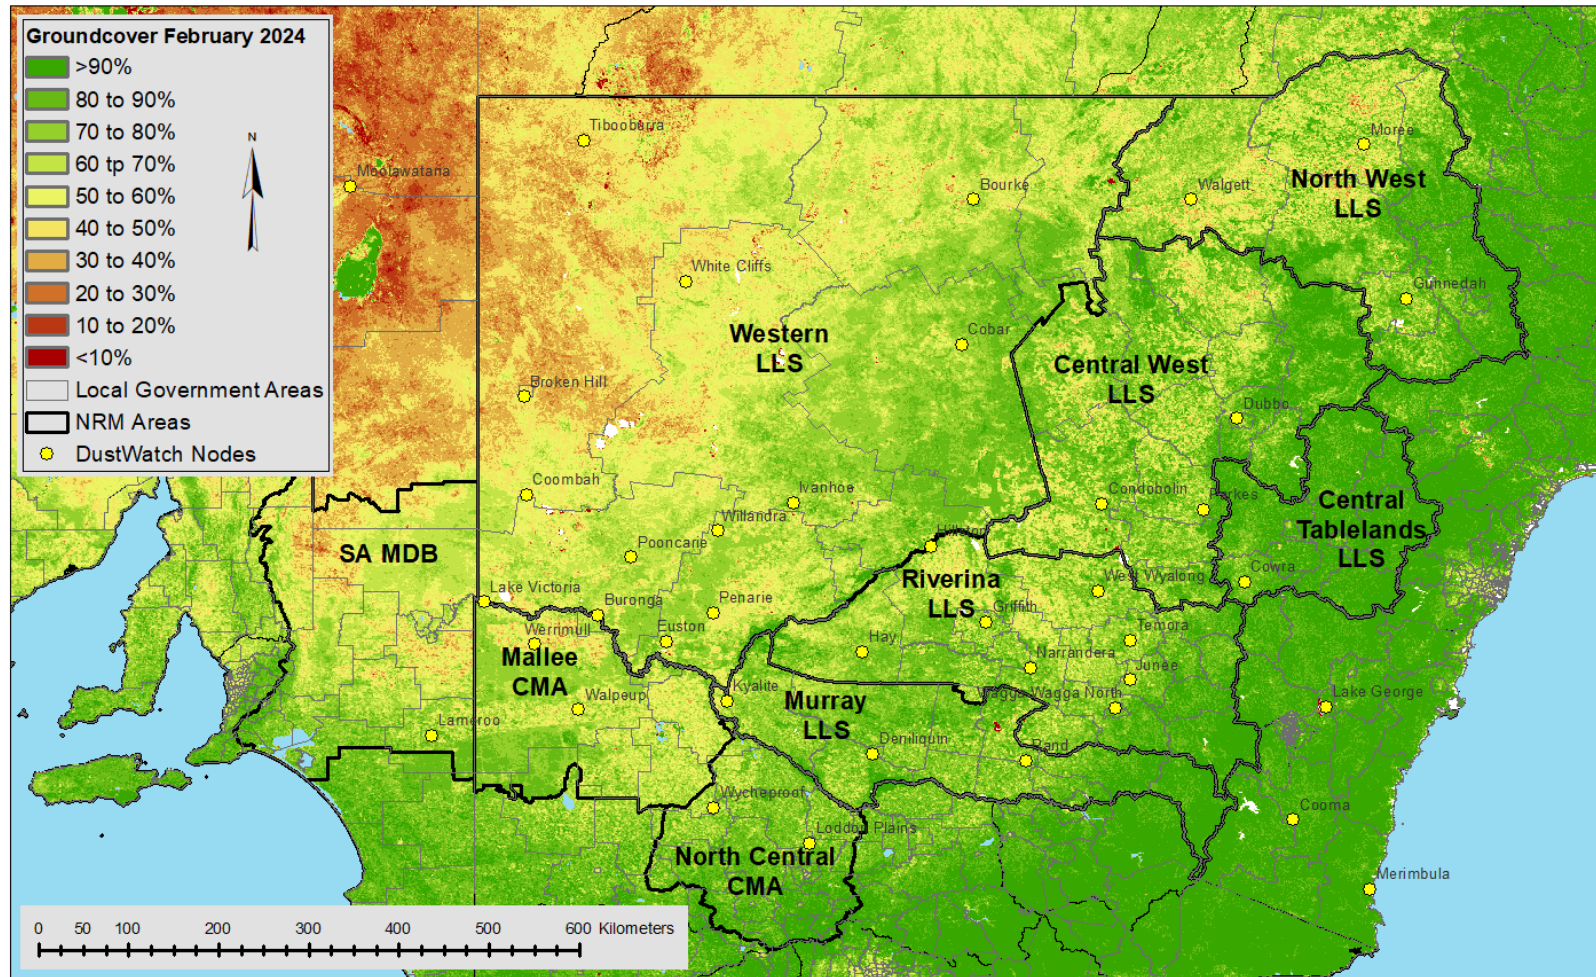 Groundcover February 2024
>90%
80 to 90%
70 to 80%
60 tp 70%
50 to 60%
40 to 50%
30 to 40%
20 to 30%
10 to 20%
<10%
Local Government Areas
NRM Areas
DustWatch Nodes
N
Tibooburra
Moolawatana
Bourke
Walgett
Moree
North West
LLS
White Cliffs
Gunnedah
Western
LLS
Cobar
Central West
LLS
Broken Hill
Dubbo
Coombah
Ivanhoe
Condobolin
Parkes
Central
Tablelands
LLS
Willandra
Hillston
SA MDB
Pooncarie
Riverina
LLS
Lake Victoria
Buronga
Penarie
West Wyalong
Cowra
Griffith
Werrimull
Euston
Hay
Temora
Mallee
CMA
Narrandera
Junee
Walpeup
Kyalite
Murray
LLS
Wagga Wagga North
Lake George
Lameroo
Deniliquin
Rand
Wycheproof
Cooma
Loddon Plains
North Central
CMA
Merimbula
0 50 100 200 300 400 500 600 Kilometers